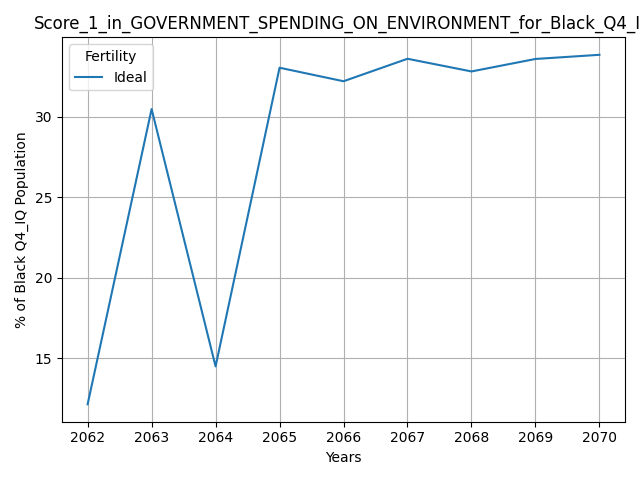 Score_1_in_GOVERNMENT_SPENDING_ON_ENVIRONMENT_for_Black_Q4_I
Fertility
Ideal
% of Black Q4_IQ Population
30
25
20
15
2062 2063 2064 2065 2066 2067 2068 2069 2070
Years